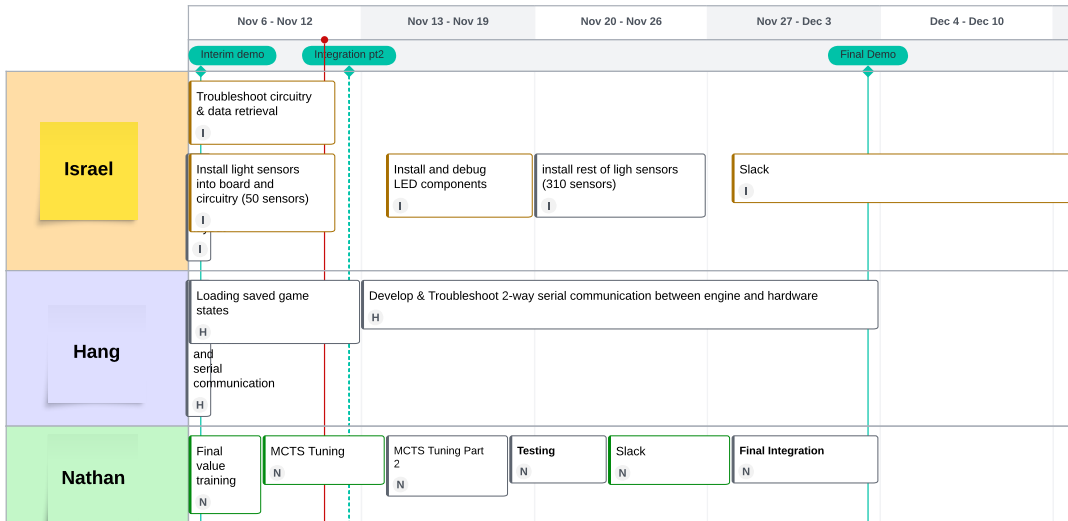 Nov 6 - Nov 12
Nov 13 - Nov 19
Nov 20 - Nov 26
Nov 27 - Dec 3
Dec 4 - Dec 10
Interim demo
Integration pt2
Final Demo
Israel
Troubleshoot circuitry
& data retrieval
I
Install light sensors
into board and
circuitry (50 sensors)
I
I
Install and debug
LED components
I
install rest of ligh sensors
(310 sensors)
I
Slack
I
Hang
Loading saved game
states
H
and
serial
communication
H
Develop & Troubleshoot 2-way serial communication between engine and hardware
H
Nathan
Final
value
training
N
MCTS Tuning
N
MCTS Tuning Part
2
N
Testing
N
Slack
N
Final Integration
N